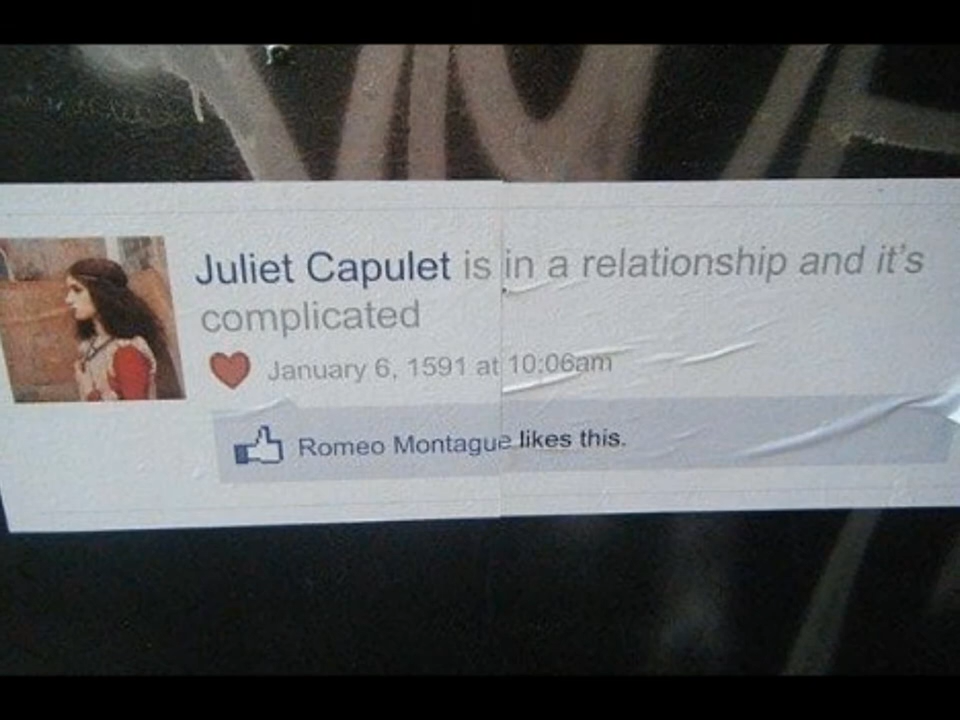 Juliet Capulet is in a relationship and it's
complicated
January 6, 1591 at 10:06am
Romeo Montague likes this.